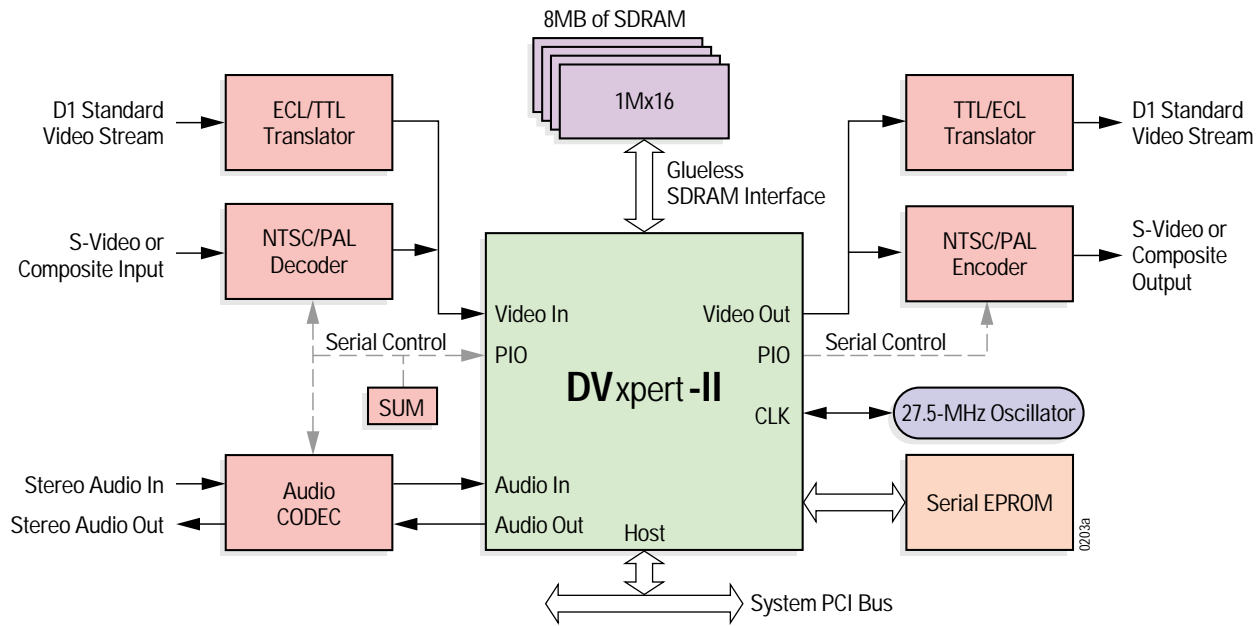 8MB of SDRAM
1Mx16
D1 Standard
Video Stream
ECL/TTL
Translator
TTL/ECL
Translator
D1 Standard
Video Stream
Glueless
SDRAM Interface
S-Video or
Composite Input
NTSC/PAL
Decoder
NTSC/PAL
Encoder
S-Video or
Composite
Output
Video In
Video Out
Serial Control
PIO
PIO
Serial Control
DVxpert-II
SUM
CLK
27.5-MHz Oscillator
Stereo Audio In
Stereo Audio Out
Audio
CODEC
Audio In
Audio Out
Host
Serial EPROM
0203a
System PCI Bus